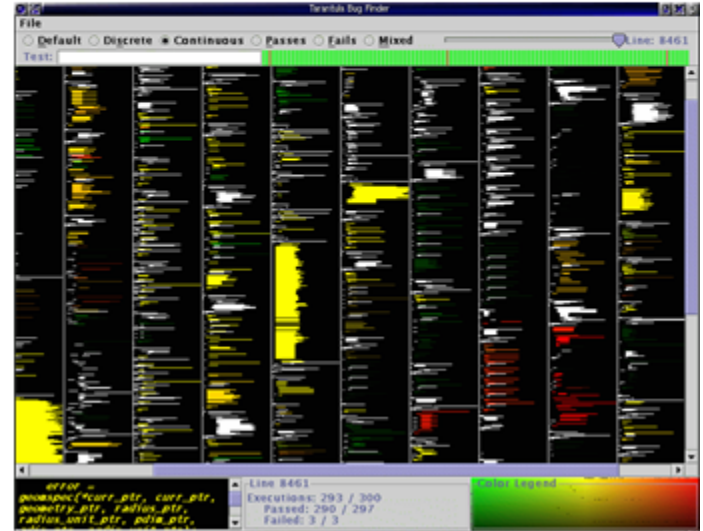 Tarantula Bug Finder
File
Default Discrete Continuous Passes Fails Mixed Line: 8461
Test:
error =
geomspec(*curr_ptr, curr_ptr,
geometry_ptr, radius_ptr,
radius_unit_ptr, pdim_ptr,
Line 8461
Executions: 293 / 300
Passed: 290 / 297
Failed: 3 / 3
Color Legend